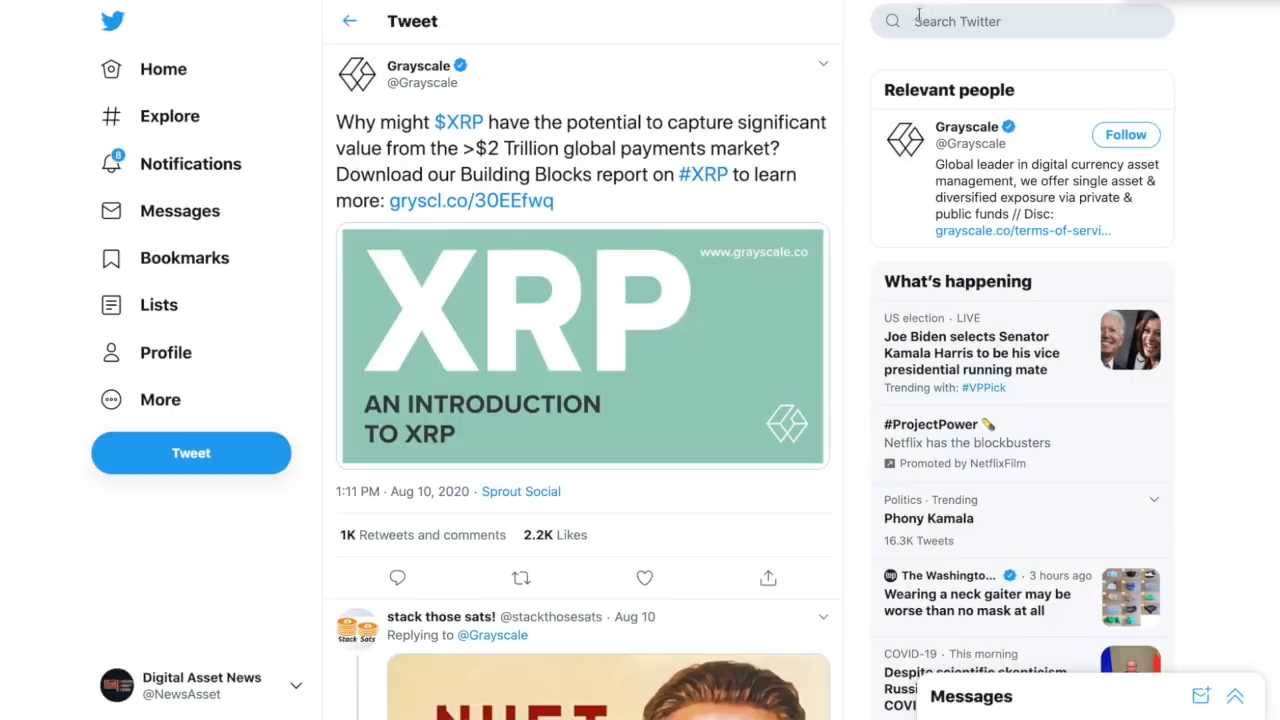 Home
Explore
8
Notifications
Messages
Bookmarks
Lists
Profile
More
Tweet
Digital Asset News
@NewsAsset
Tweet
Grayscale
@Grayscale
Why might $XRP have the potential to capture significant
value from the >$2 Trillion global payments market?
Download our Building Blocks report on #XRP to learn
more: gryscl.co/30EEfwq
www.grayscale.co
XRP
AN INTRODUCTION
TO XRP
1:11 PM · Aug 10, 2020 · Sprout Social
1K Retweets and comments 2.2K Likes
stack those sats! @stackthosesats · Aug 10
Replying to @Grayscale
Stack Sats
Search Twitter
Relevant people
Grayscale
@Grayscale
Follow
Global leader in digital currency asset
management, we offer single asset &
diversified exposure via private &
public funds // Disc:
grayscale.co/terms-of-servi...
What's happening
US election · LIVE
Joe Biden selects Senator
Kamala Harris to be his vice
presidential running mate
Trending with: #VPPick
#ProjectPower
Netflix has the blockbusters
Promoted by NetflixFilm
Politics · Trending
Phony Kamala
16.3K Tweets
The Washingto... · 3 hours ago
Wearing a neck gaiter may be
worse than no mask at all
COVID-19 · This morning
Despite scientific skepticism,
Russi
COVI
Messages